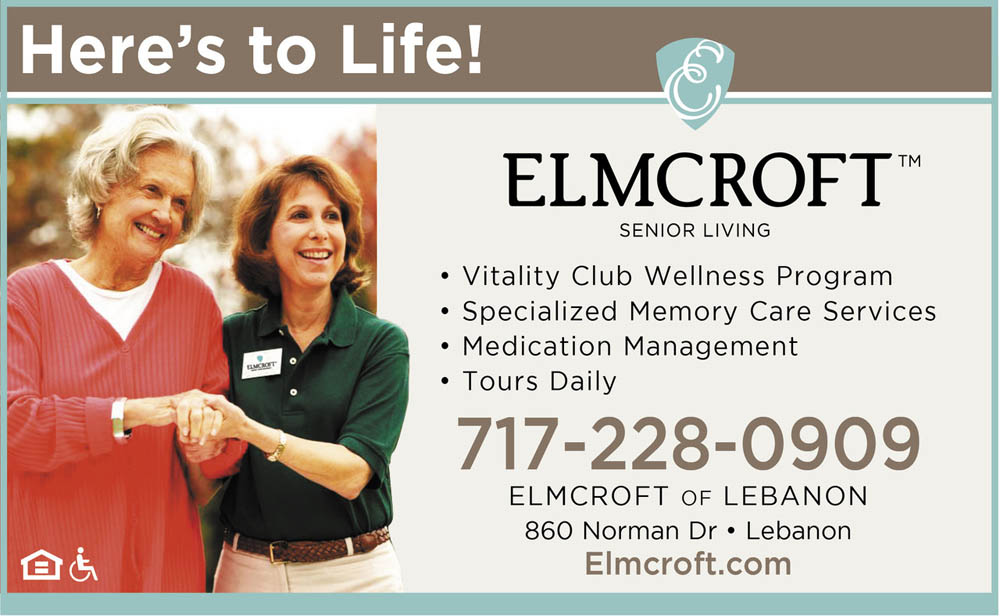 Here's to Life!
E
ELMCROFT™
SENIOR LIVING
• Vitality Club Wellness Program
• Specialized Memory Care Services
• Medication Management
• Tours Daily
717-228-0909
ELMCROFT OF LEBANON
860 Norman Dr • Lebanon
Elmcroft.com
ELMCROFT